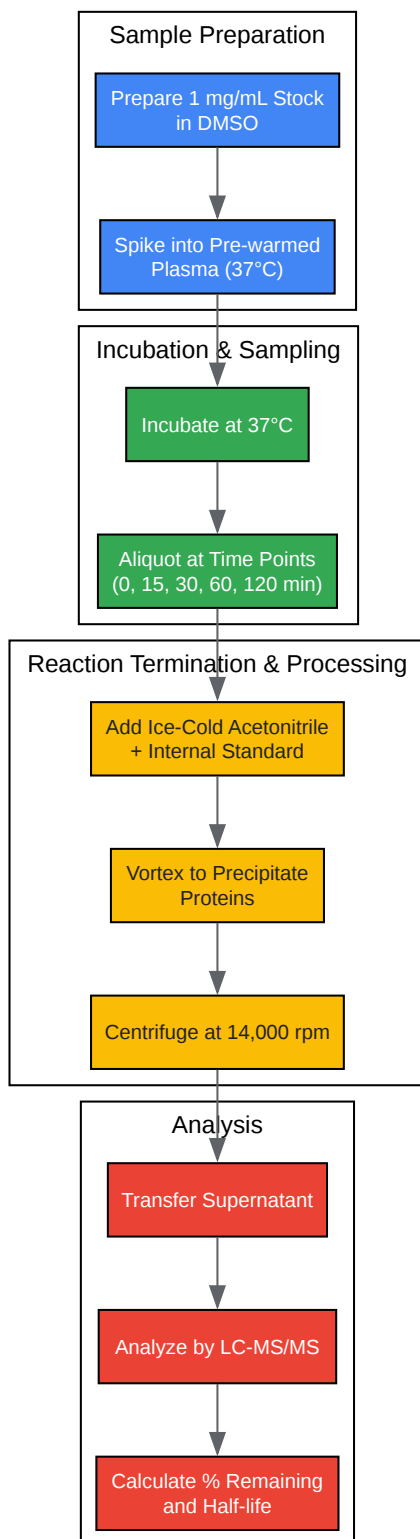 Sample Preparation
Prepare 1 mg/mL Stock
in DMSO
Spike into Pre-warmed
Plasma (37°C)
Incubation & Sampling
Incubate at 37°C
Aliquot at Time Points
(0, 15, 30, 60, 120 min)
Reaction Termination & Processing
Add Ice-Cold Acetonitrile
+ Internal Standard
Vortex to Precipitate
Proteins
Centrifuge at 14,000 rpm
Analysis
Transfer Supernatant
Analyze by LC-MS/MS
Calculate % Remaining
and Half-life